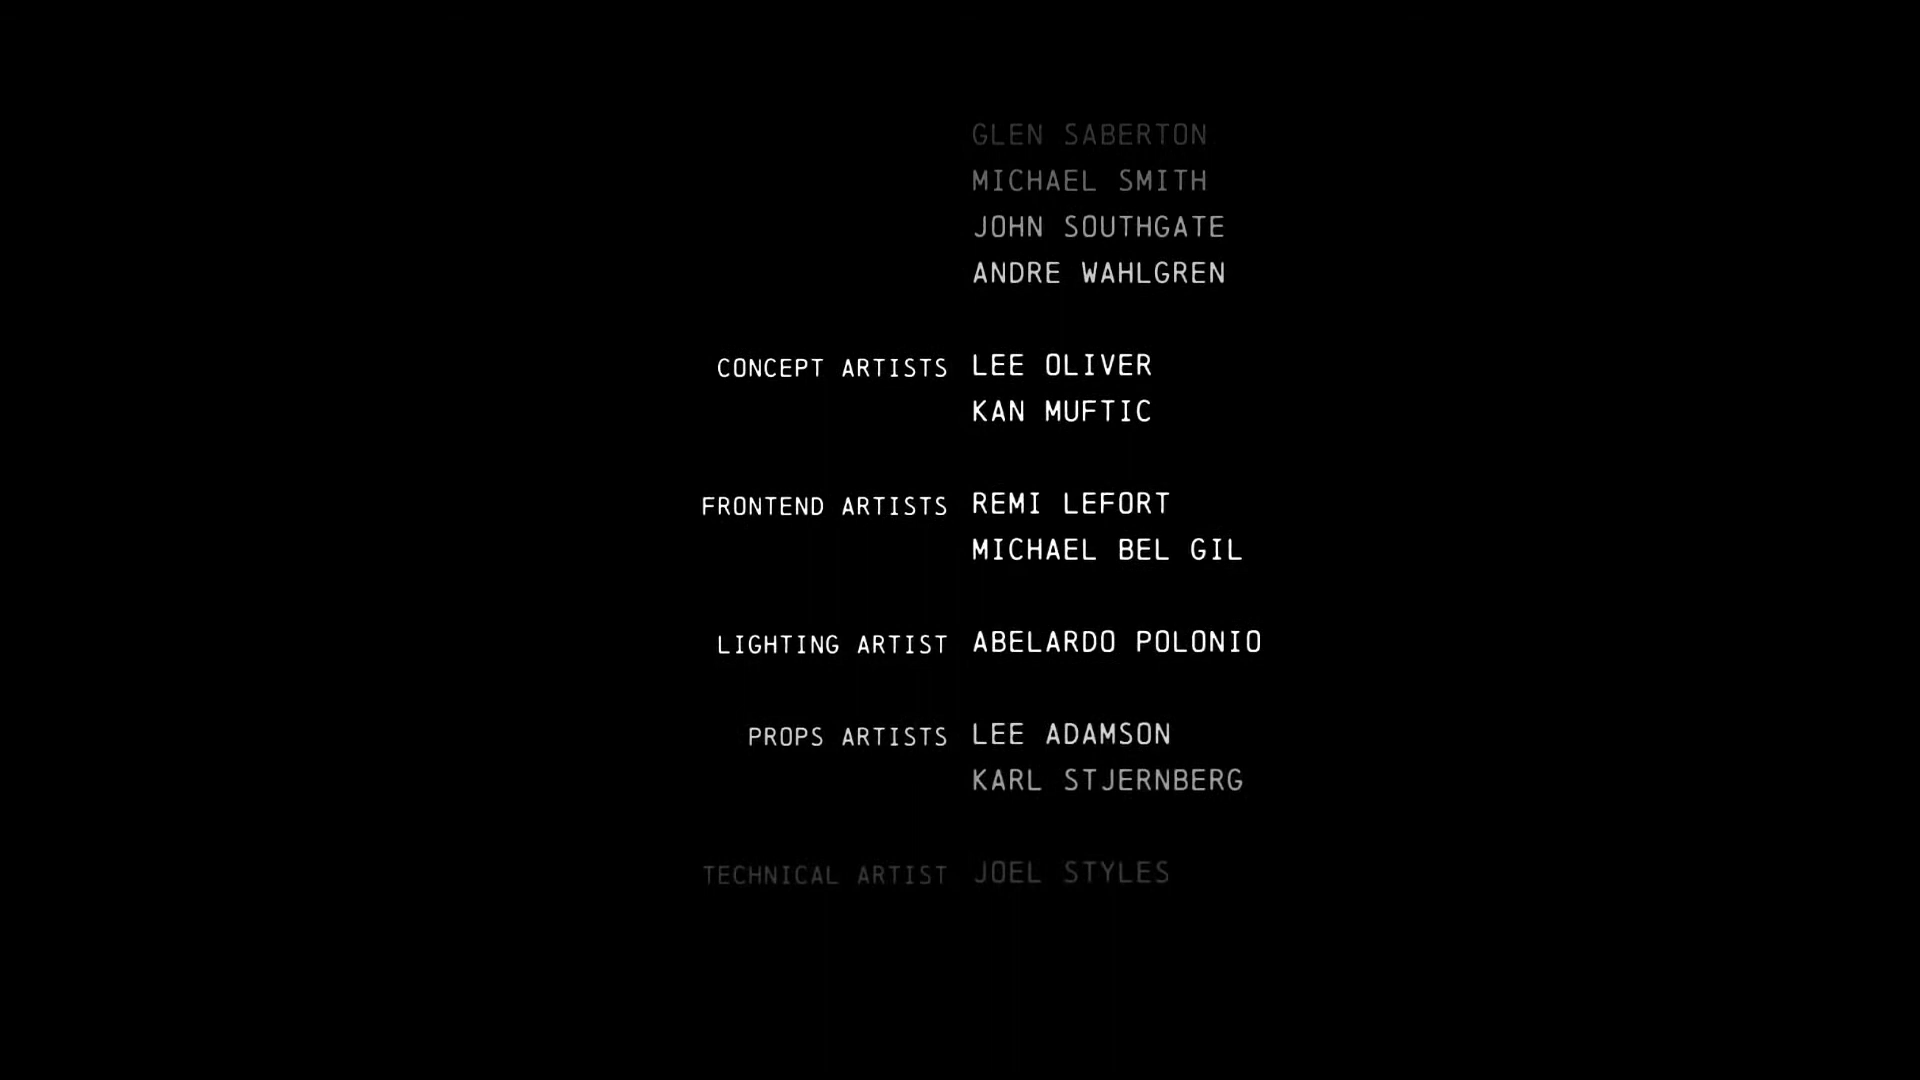 GLEN SABERTON
MICHAEL SMITH
JOHN SOUTHGATE
ANDRE WAHLGREN
CONCEPT ARTISTS LEE OLIVER
KAN MUFTIC
FRONTEND ARTISTS REMI LEFORT
MICHAEL BEL GIL
LIGHTING ARTIST ABELARDO POLONIO
PROPS ARTISTS LEE ADAMSON
KARL STJERNBERG
TECHNICAL ARTIST JOEL STYLES